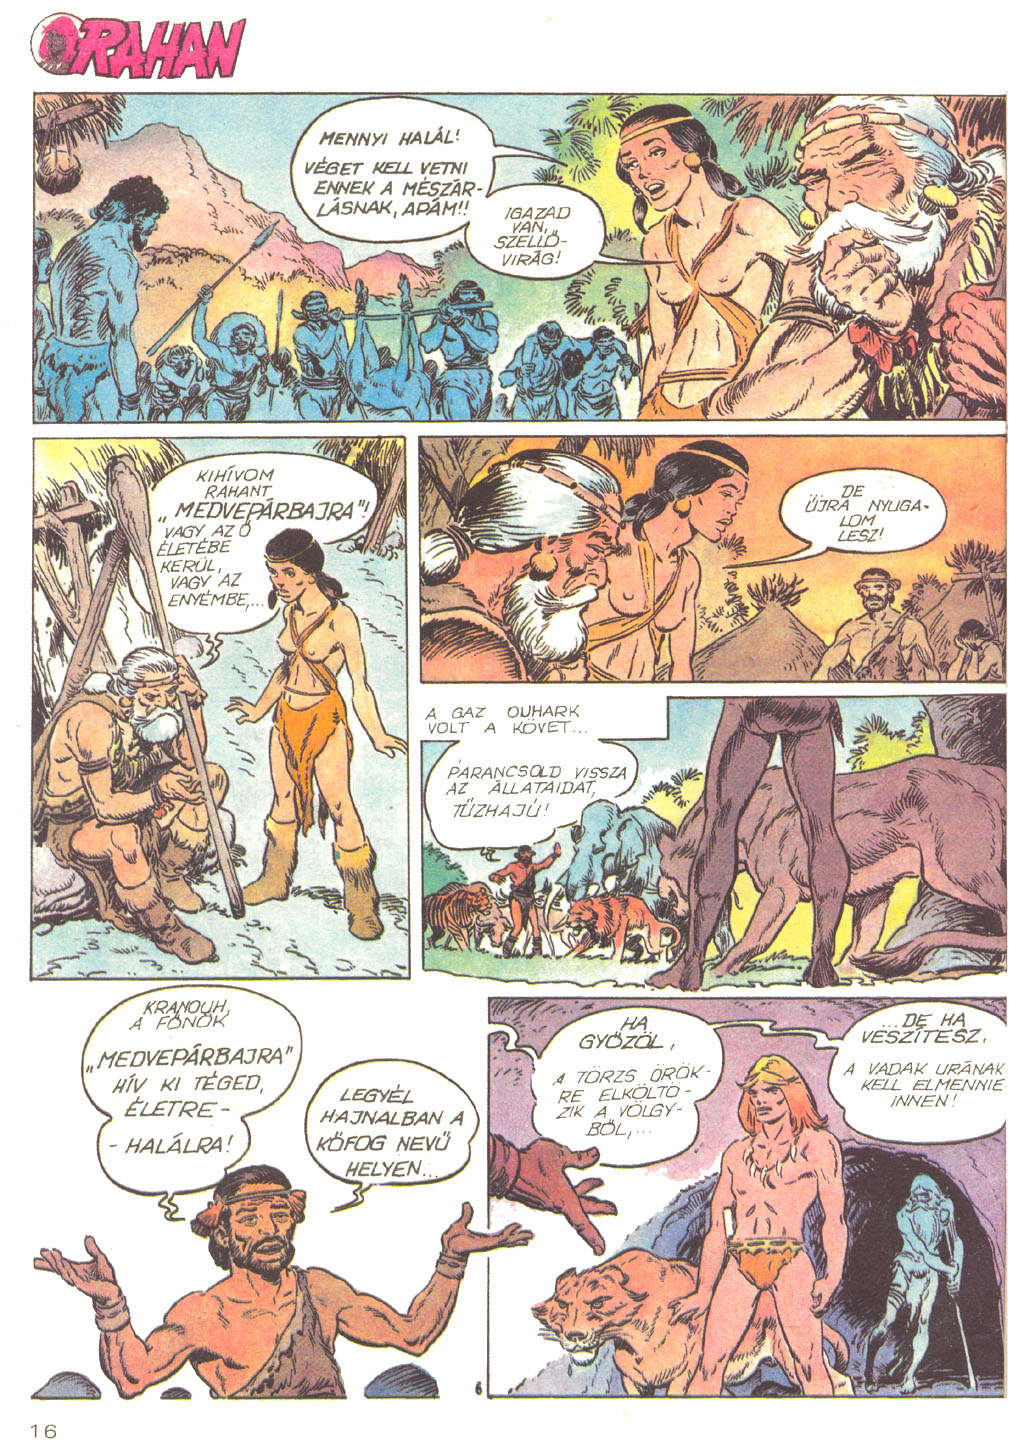 RAHAN
MENNYI HALÁL!
VÉGET KELL VETNI
ENNEK A MÉSZÁR-
LÁSNAK, APÁM!!
IGAZAD
VAN,
SZELLŐ-
VIRÁG!
KIHÍVOM
RAHANT
„MEDVEPÁRBAJRA"!
VAGY AZ Ő
ÉLETÉBE
KERÜL,
VAGY AZ
ENYÉMBE,...
DE
ÚJRA NYUGA-
LOM
LESZ!
A GAZ OUHARK
VOLT A KÖVET...
PARANCSOLD VISSZA
AZ ÁLLATAIDAT,
TŰZHAJÚ!
KRANOUH,
A FŐNÖK
„MEDVEPÁRBAJRA"
HÍV KI TÉGED,
ÉLETRE-
-HALÁLRA!
LEGYÉL
HAJNALBAN A
KŐFOG NEVŰ
HELYEN...
HA
GYŐZÖL,
A TÖRZS ÖRÖK-
RE ELKÖLTÖ-
ZIK A VÖLGY-
BŐL,...
...DE HA
VESZÍTESZ,
A VADAK URÁNAK
KELL ELMENNIE
INNEN!
6
16